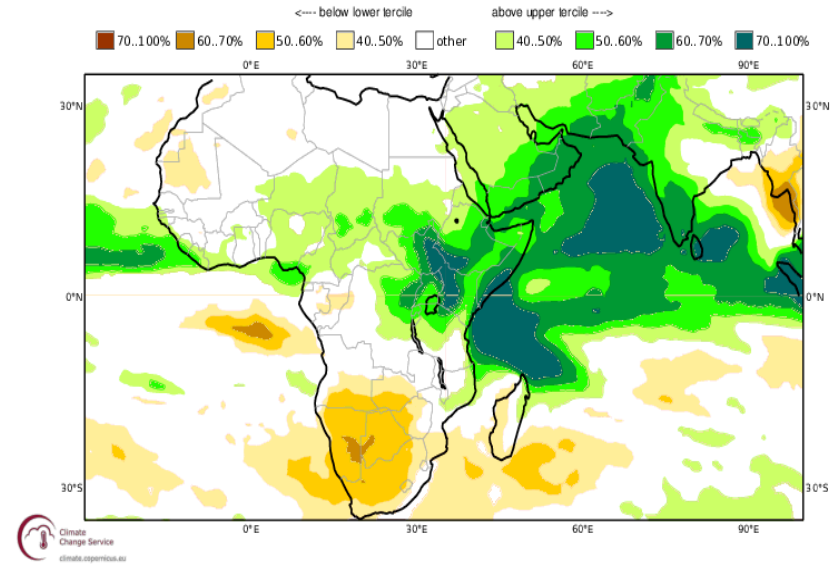 <---- below lower tercile above upper tercile ---->
70..100% 60..70% 50..60% 40..50% other 40..50% 50..60% 60..70% 70..100%
0°E 30°E 60°E 90°E
30°N 30°N
0°N 0°N
30°S 30°S
0°E 30°E 60°E 90°E
Climate
Change Service
climate.copernicus.eu